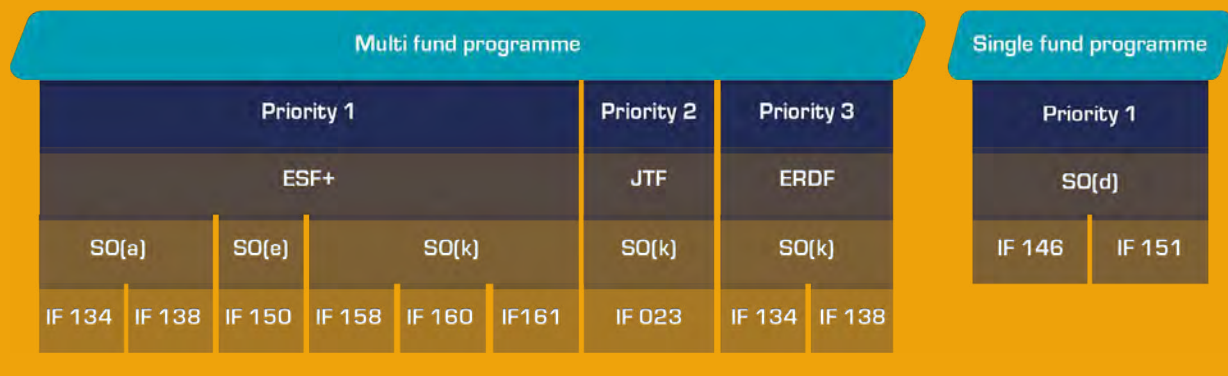 Multi fund programme
Single fund programme
Priority 1
Priority 2
Priority 3
Priority 1
ESF+
JTF
ERDF
SO(d)
SO(a)
SO(e)
SO(k)
SO(k)
SO(k)
IF 146
IF 151
IF 134
IF 138
IF 150
IF 158
IF 160
IF161
IF 023
IF 134
IF 138